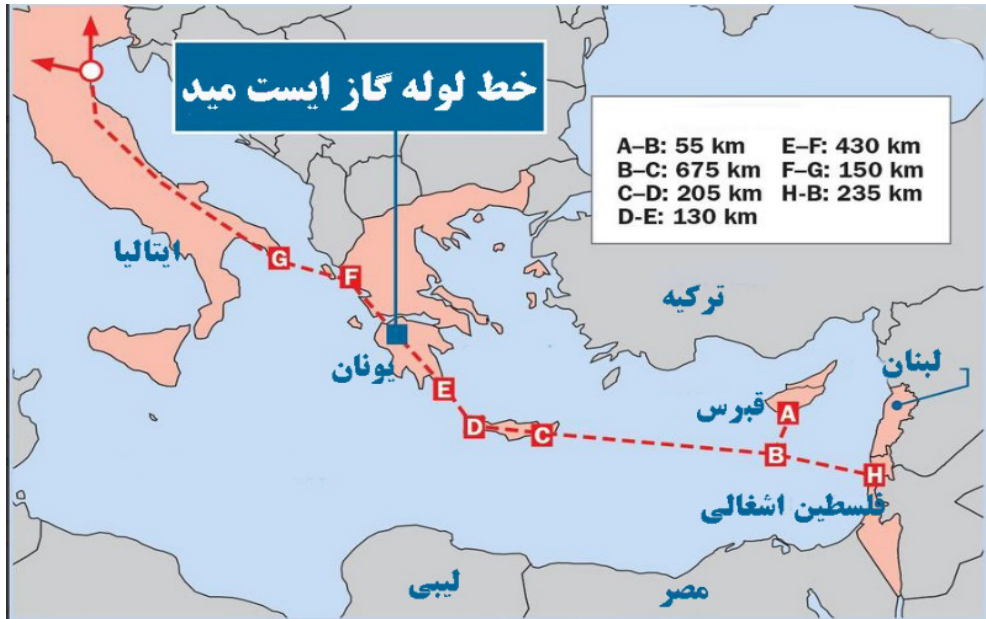 خط لوله گاز ایست مید
A–B: 55 km E–F: 430 km
B–C: 675 km F–G: 150 km
C–D: 205 km H-B: 235 km
D-E: 130 km
ایتالیا
G
F
ترکیه
یونان
لبنان
E
قبرس
A
D
C
B
H
فلسطین اشغالی
لیبی
مصر